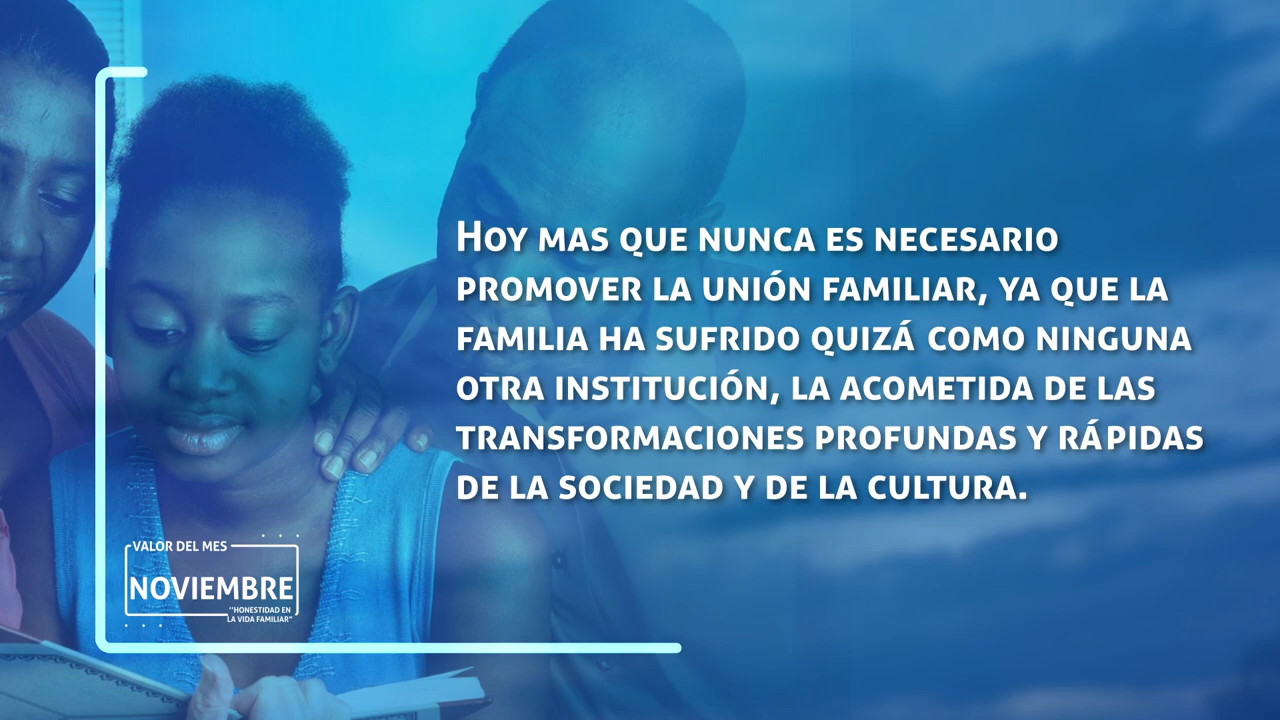 Hoy mas que nunca es necesario
promover la unión familiar, ya que la
familia ha sufrido quizá como ninguna
otra institución, la acometida de las
transformaciones profundas y rápidas
de la sociedad y de la cultura.
VALOR DEL MES
NOVIEMBRE
"HONESTIDAD EN
LA VIDA FAMILIAR"